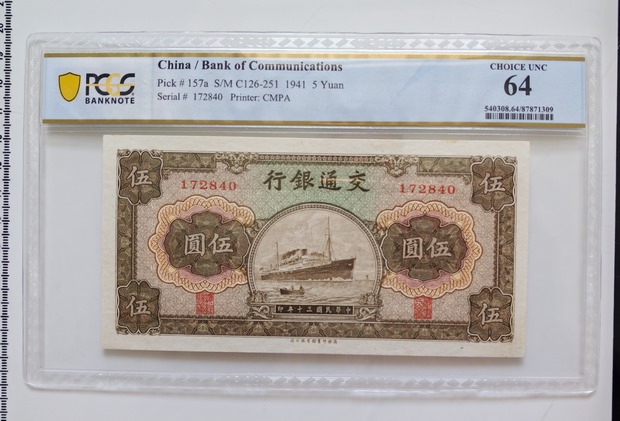 China / Bank of Communications
Pick # 157a S/M C126-251 1941 5 Yuan
Serial # 172840 Printer: CMPA
PCGS
BANKNOTE
CHOICE UNC
64
540308.64/87871309
行銀通交
伍
伍
172840
172840
圓伍
圓伍
印年十三國民華中
伍
伍